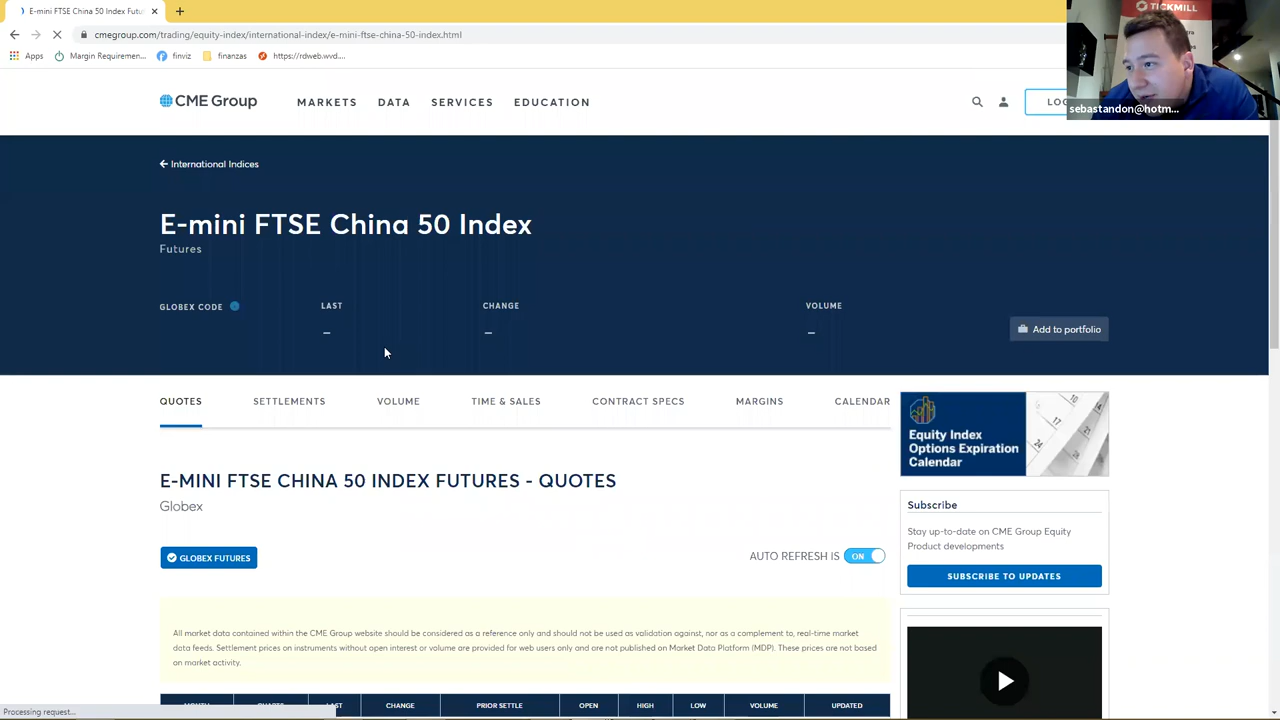 E-mini FTSE China 50 Index Futu
cmegroup.com/trading/equity-index/international-index/e-mini-ftse-china-50-index.html
Apps
Margin Requiremen...
finviz
finanzas
https://rdweb.wvd....
TICKMILL
sebastandon@hotm...
CME Group
MARKETS
DATA
SERVICES
EDUCATION
LO
International Indices
E-mini FTSE China 50 Index
Futures
GLOBEX CODE
LAST
CHANGE
VOLUME
–
–
–
Add to portfolio
QUOTES
SETTLEMENTS
VOLUME
TIME & SALES
CONTRACT SPECS
MARGINS
CALENDAR
E-MINI FTSE CHINA 50 INDEX FUTURES - QUOTES
Globex
GLOBEX FUTURES
AUTO REFRESH IS
ON
All market data contained within the CME Group website should be considered as a reference only and should not be used as validation against, nor as a complement to, real-time market
data feeds. Settlement prices on instruments without open interest or volume are provided for web users only and are not published on Market Data Platform (MDP). These prices are not based
on market activity.
MONTH
CHARTS
LAST
CHANGE
PRIOR SETTLE
OPEN
HIGH
LOW
VOLUME
UPDATED
Equity Index
Options Expiration
Calendar
Subscribe
Stay up-to-date on CME Group Equity
Product developments
SUBSCRIBE TO UPDATES
Processing request...